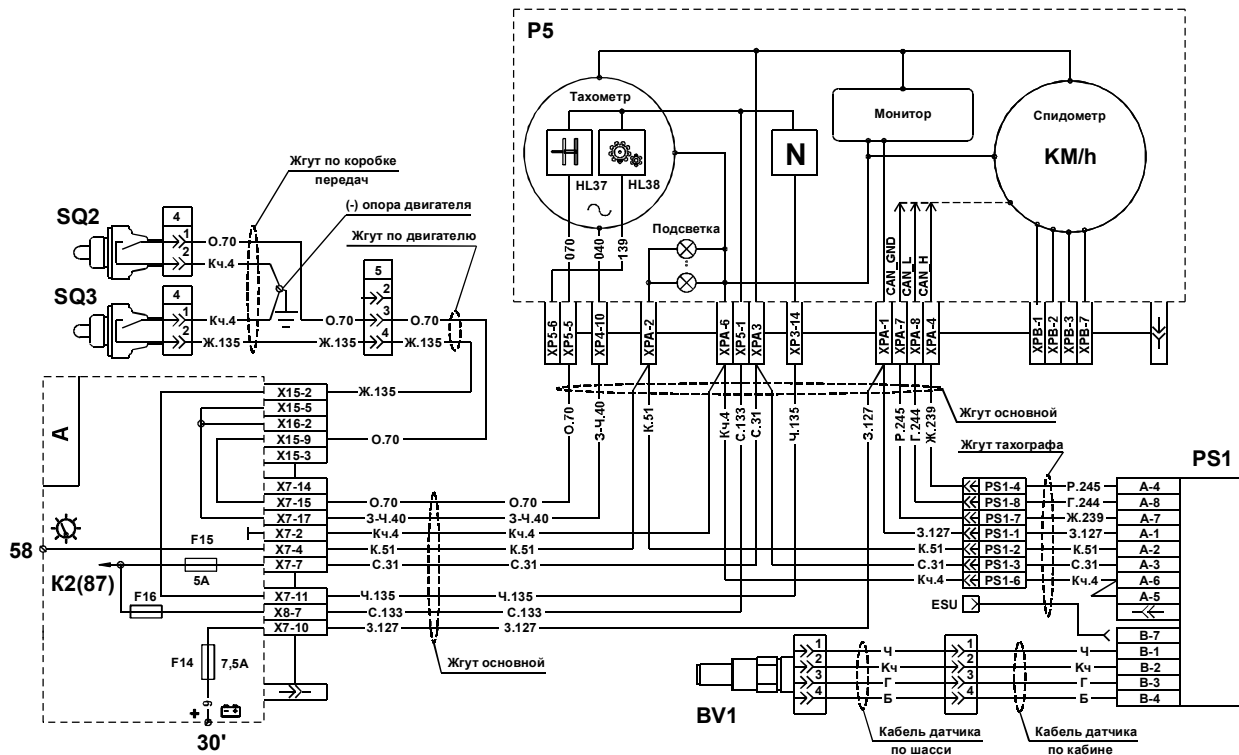 P5
Тахометр
HL37
HL38
N
Монитор
Спидометр
KM/h
Подсветка
070
040
139
CAN_GND
CAN_L
CAN_H
Жгут по коробке
передач
(-) опора двигателя
Жгут по двигателю
SQ2
4
1
2
О.70
Кч.4
SQ3
4
1
2
Кч.4
Ж.135
Ж.135
О.70
5
2
3
4
О.70
Ж.135
XP5-6
XP5-5
XP4-10
XPA-2
XPA-6
XP5-1
XPA3
XP3-14
XPA-1
XPA-7
XPA-8
XPA-4
XPB-1
XPB-2
XPB-3
XPB-7
О.70
З-Ч.40
К.51
Кч.4
С.133
С.31
Ч.135
З.127
Р.245
Г.244
Ж.239
Жгут основной
Жгут тахографа
PS1
A
X15-2
X15-5
X16-2
X15-9
X15-3
Ж.135
О.70
X7-14
X7-15
X7-17
X7-2
X7-4
X7-7
X7-11
X8-7
X7-10
О.70
О.70
З-Ч.40
З-Ч.40
Кч.4
Кч.4
К.51
К.51
С.31
С.31
Ч.135
Ч.135
С.133
С.133
З.127
З.127
58
F15
5А
К2(87)
F16
F14
7,5А
9
+
30'
Жгут основной
З.127
К.51
С.31
Кч.4
PS1-4
PS1-8
PS1-7
PS1-1
PS1-2
PS1-3
PS1-6
Р.245
Г.244
Ж.239
З.127
К.51
С.31
Кч.4
A-4
A-8
A-7
A-1
A-2
A-3
A-6
A-5
ESU
B-7
B-1
B-2
B-3
B-4
BV1
1
2
3
4
Ч
Кч
Г
Б
1
2
3
4
Ч
Кч
Г
Б
Кабель датчика
по шасси
Кабель датчика
по кабине